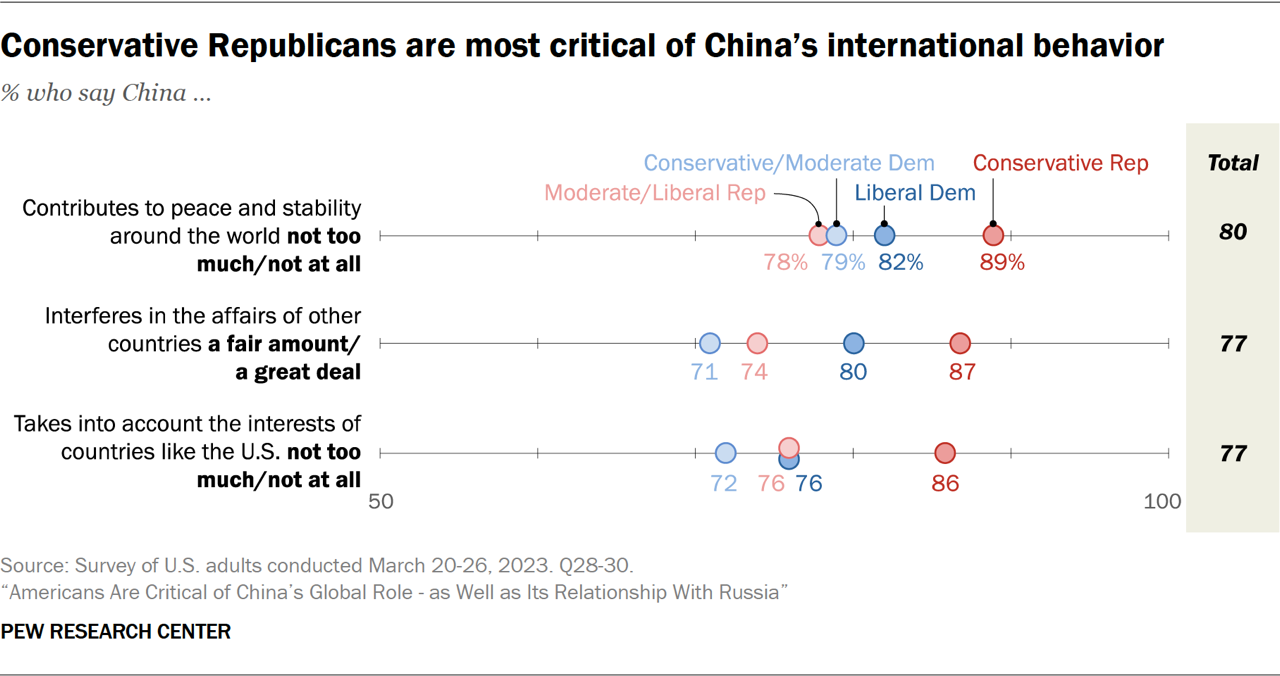 Conservative Republicans are most critical of China’s international behavior
% who say China ...
Conservative/Moderate Dem
Conservative Rep
Total
Moderate/Liberal Rep
Liberal Dem
Contributes to peace and stability
around the world not too
much/not at all
78% 79% 82% 89%
80
Interferes in the affairs of other
countries a fair amount/
a great deal
71 74 80 87
77
Takes into account the interests of
countries like the U.S. not too
much/not at all
72 76 76 86
77
50 100
Source: Survey of U.S. adults conducted March 20-26, 2023. Q28-30.
“Americans Are Critical of China’s Global Role - as Well as Its Relationship With Russia”
PEW RESEARCH CENTER